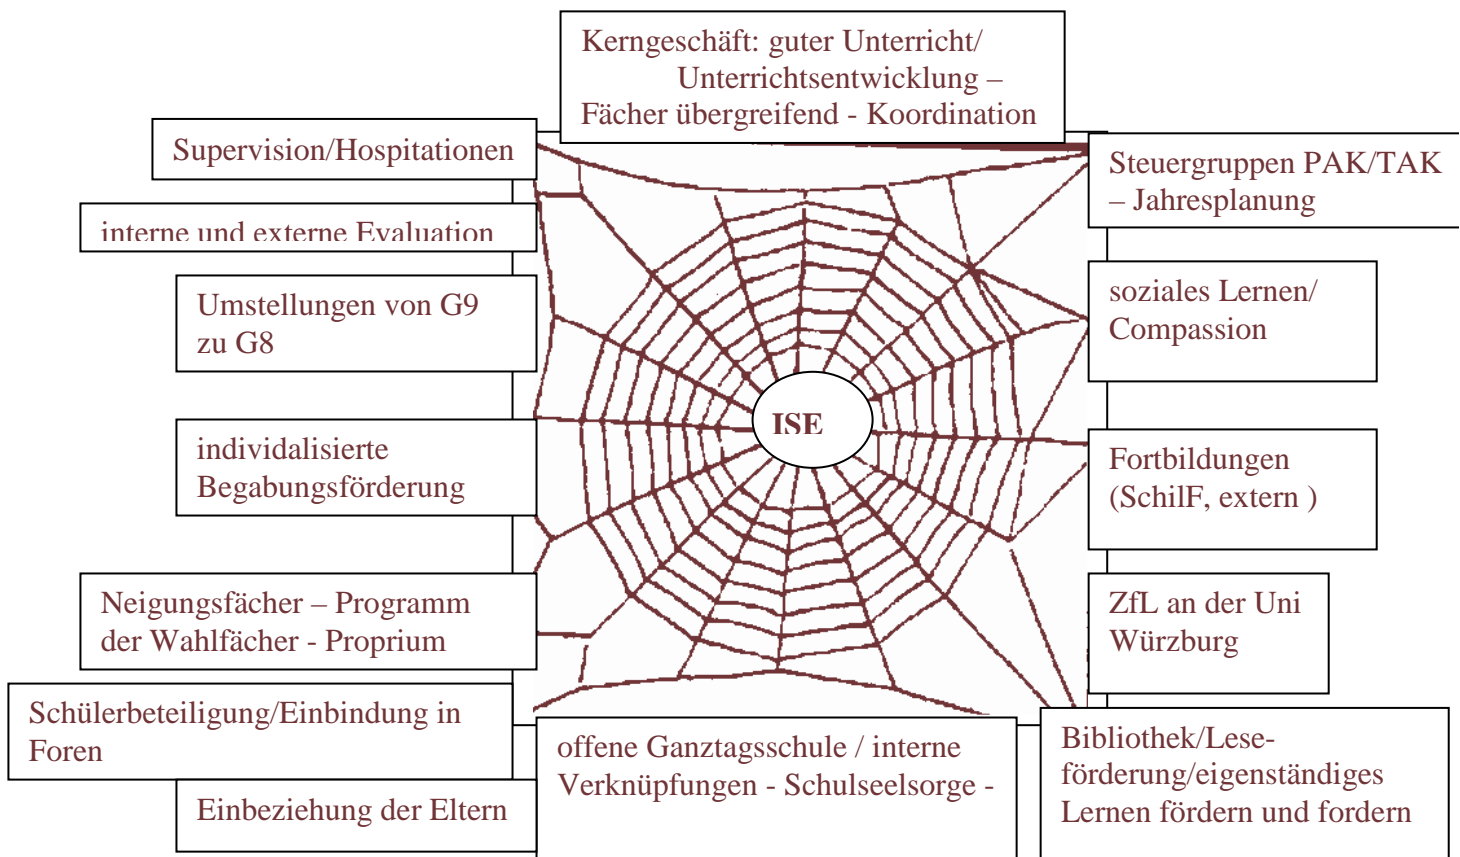 Kerngeschäft: guter Unterricht/
Unterrichtsentwicklung –
Fächer übergreifend - Koordination
Supervision/Hospitationen
interne und externe Evaluation
Umstellungen von G9
zu G8
individalisierte
Begabungsförderung
Neigungsfächer – Programm
der Wahlfächer - Proprium
Schülerbeteiligung/Einbindung in
Foren
Einbeziehung der Eltern
ISE
Steuergruppen PAK/TAK
– Jahresplanung
soziales Lernen/
Compassion
Fortbildungen
(SchilF, extern )
ZfL an der Uni
Würzburg
offene Ganztagsschule / interne
Verknüpfungen - Schulseelsorge -
Bibliothek/Lese-
förderung/eigenständiges
Lernen fördern und fordern